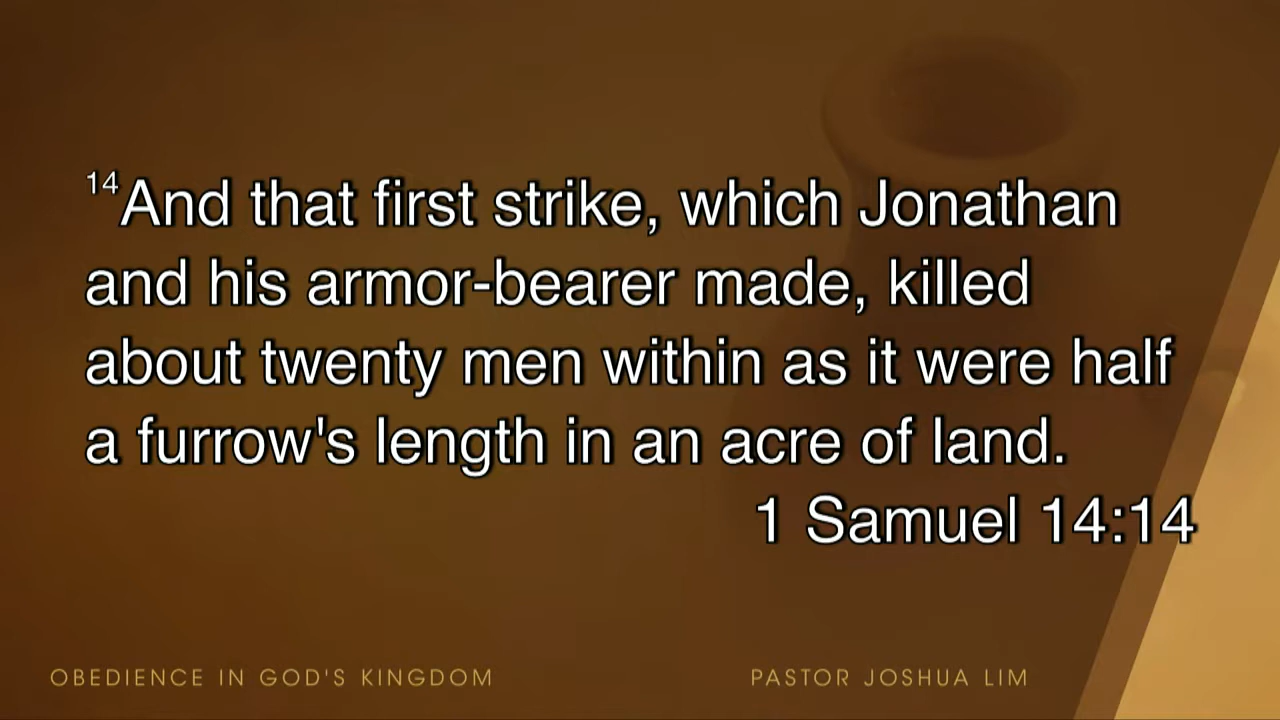 14And that first strike, which Jonathan
and his armor-bearer made, killed
about twenty men within as it were half
a furrow's length in an acre of land.
1 Samuel 14:14
OBEDIENCE IN GOD'S KINGDOM
PASTOR JOSHUA LIM